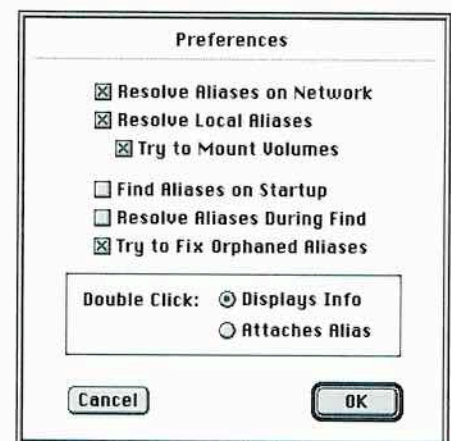 Preferences
Resolve Aliases on Network
Resolve Local Aliases
Try to Mount Volumes
Find Aliases on Startup
Resolve Aliases During Find
Try to Fix Orphaned Aliases
Double Click: Displays Info
Attaches Alias
Cancel OK